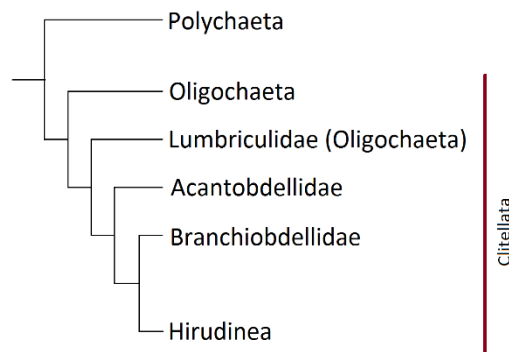 Polychaeta
Oligochaeta
Lumbriculidae (Oligochaeta)
Acantobdellidae
Branchiobdellidae
Hirudinea
Clitellata